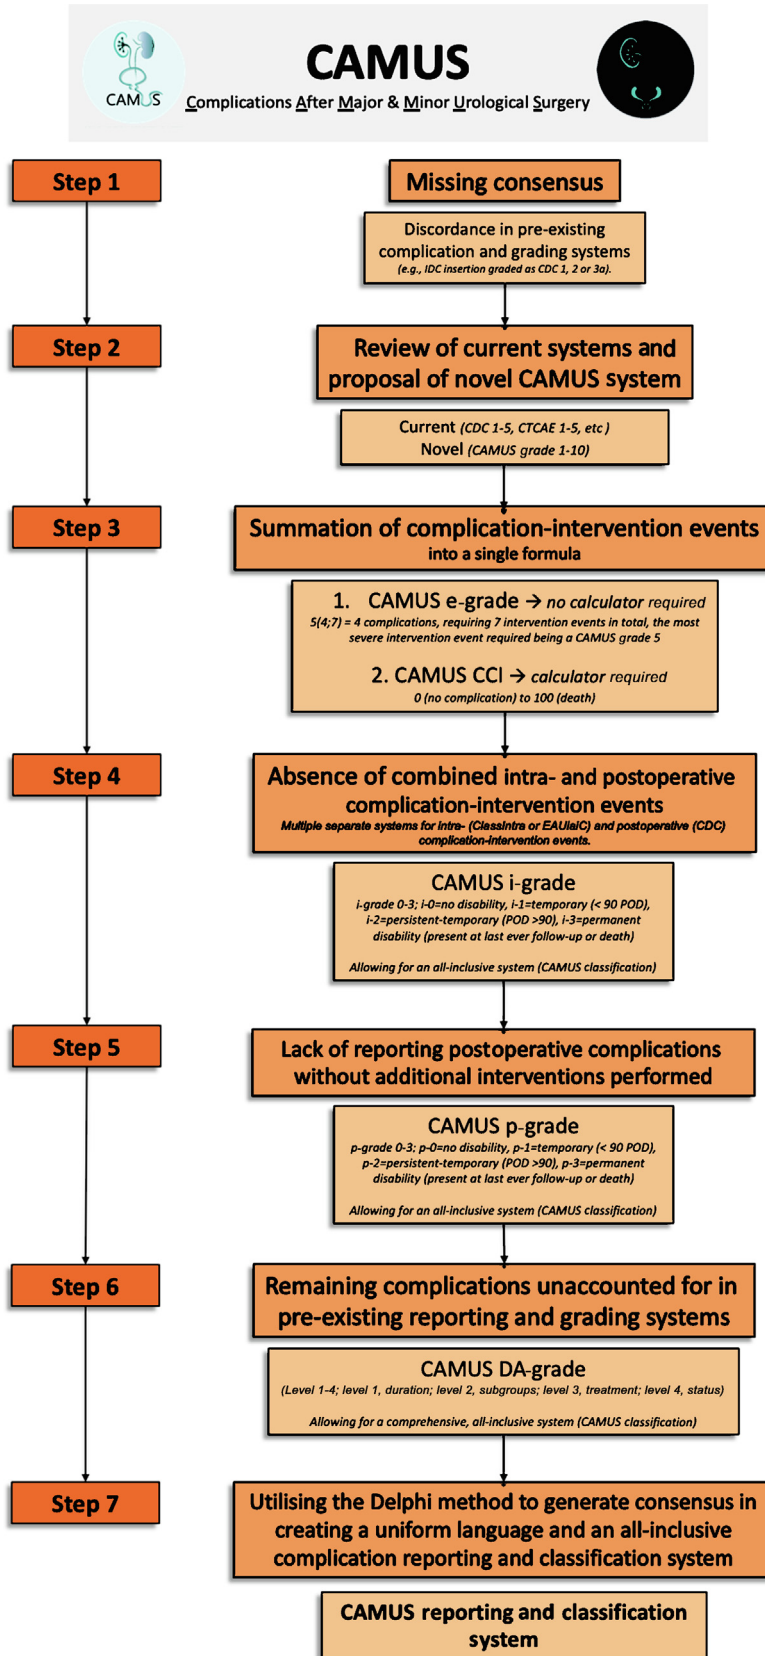 CAMUS
CAMUS
Complications After Major & Minor Urological Surgery
Step 1
Missing consensus
Discordance in pre-existing
complication and grading systems
(e.g., IDC insertion graded as CDC 1, 2 or 3a).
Step 2
Review of current systems and
proposal of novel CAMUS system
Current (CDC 1-5, CTCAE 1-5, etc )
Novel (CAMUS grade 1-10)
Step 3
Summation of complication-intervention events
into a single formula
1. CAMUS e-grade → no calculator required
5(4;7) = 4 complications, requiring 7 intervention events in total, the most
severe intervention event required being a CAMUS grade 5
2. CAMUS CCI → calculator required
0 (no complication) to 100 (death)
Step 4
Absence of combined intra- and postoperative
complication-intervention events
Multiple separate systems for intra- (ClassIntra or EAUiaiC) and postoperative (CDC)
complication-intervention events.
CAMUS i-grade
i-grade 0-3; i-0=no disability, i-1=temporary (< 90 POD),
i-2=persistent-temporary (POD >90), i-3=permanent
disability (present at last ever follow-up or death)
Allowing for an all-inclusive system (CAMUS classification)
Step 5
Lack of reporting postoperative complications
without additional interventions performed
CAMUS p-grade
p-grade 0-3; p-0=no disability, p-1=temporary (< 90 POD),
p-2=persistent-temporary (POD >90), p-3=permanent
disability (present at last ever follow-up or death)
Allowing for an all-inclusive system (CAMUS classification)
Step 6
Remaining complications unaccounted for in
pre-existing reporting and grading systems
CAMUS DA-grade
(Level 1-4; level 1, duration; level 2, subgroups; level 3, treatment; level 4, status)
Allowing for a comprehensive, all-inclusive system (CAMUS classification)
Step 7
Utilising the Delphi method to generate consensus in
creating a uniform language and an all-inclusive
complication reporting and classification system
CAMUS reporting and classification
system